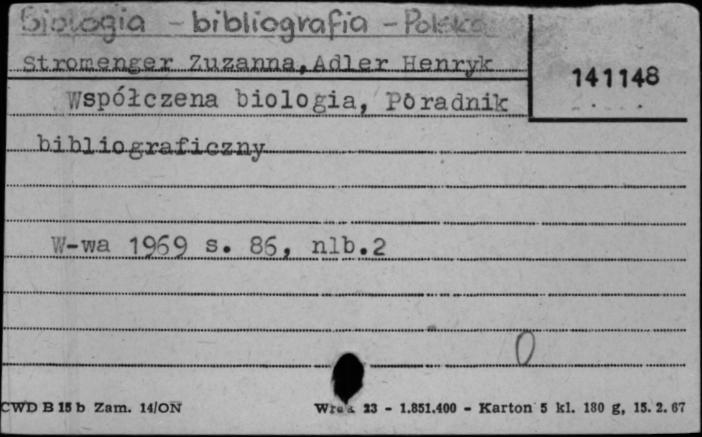 Biologia - bibliografia - Polska
Stromenger Zuzanna, Adler Henryk
141148
Współczena biologia, Poradnik
bibliograficzny
W-wa 1969 s. 86, nlb.2
0
CWD B 15 b Zam. 14/ON 23 - 1.851.400 - Karton 5 kl. 180 g, 15. 2. 67